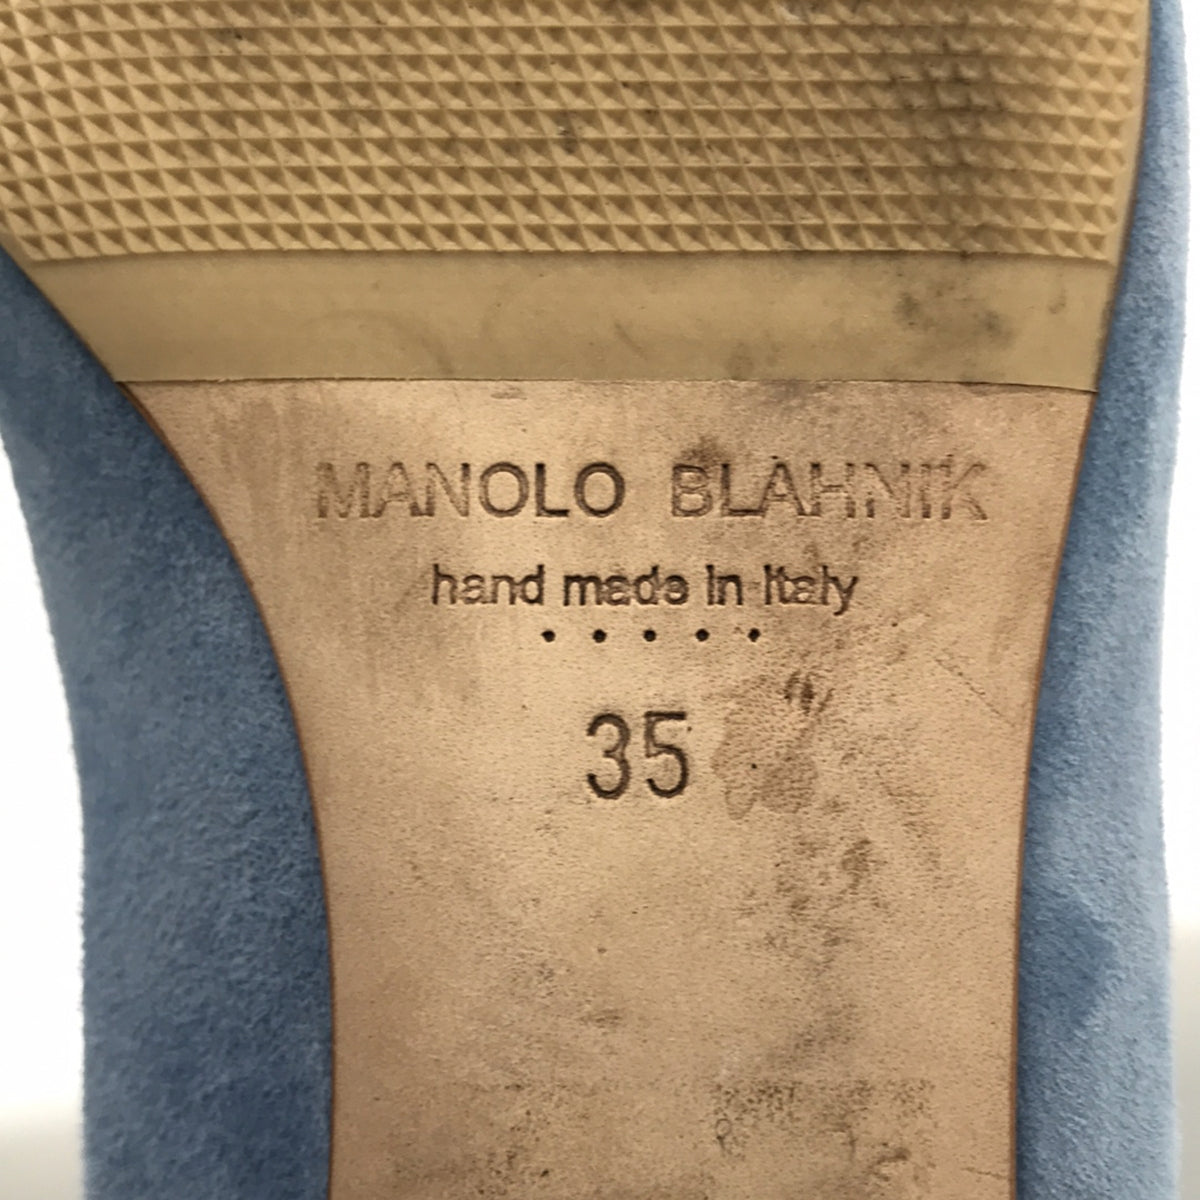 MANOLO BLAHNIK
hand made in Italy
• • • • •
35